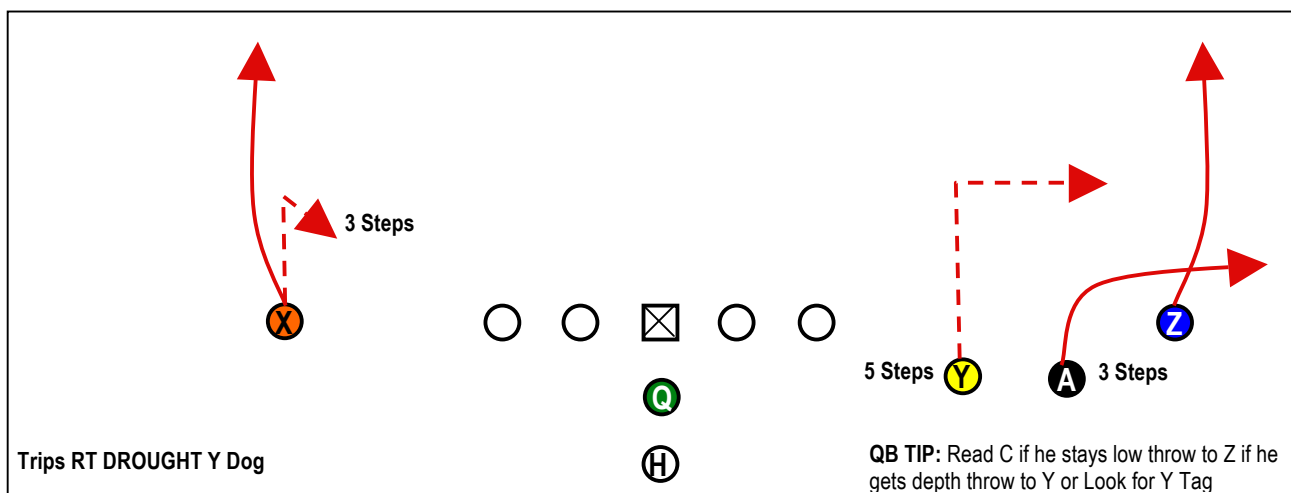 3 Steps
X
Z
5 Steps Y A 3 Steps
Q
H
Trips RT DROUGHT Y Dog
QB TIP: Read C if he stays low throw to Z if he
gets depth throw to Y or Look for Y Tag